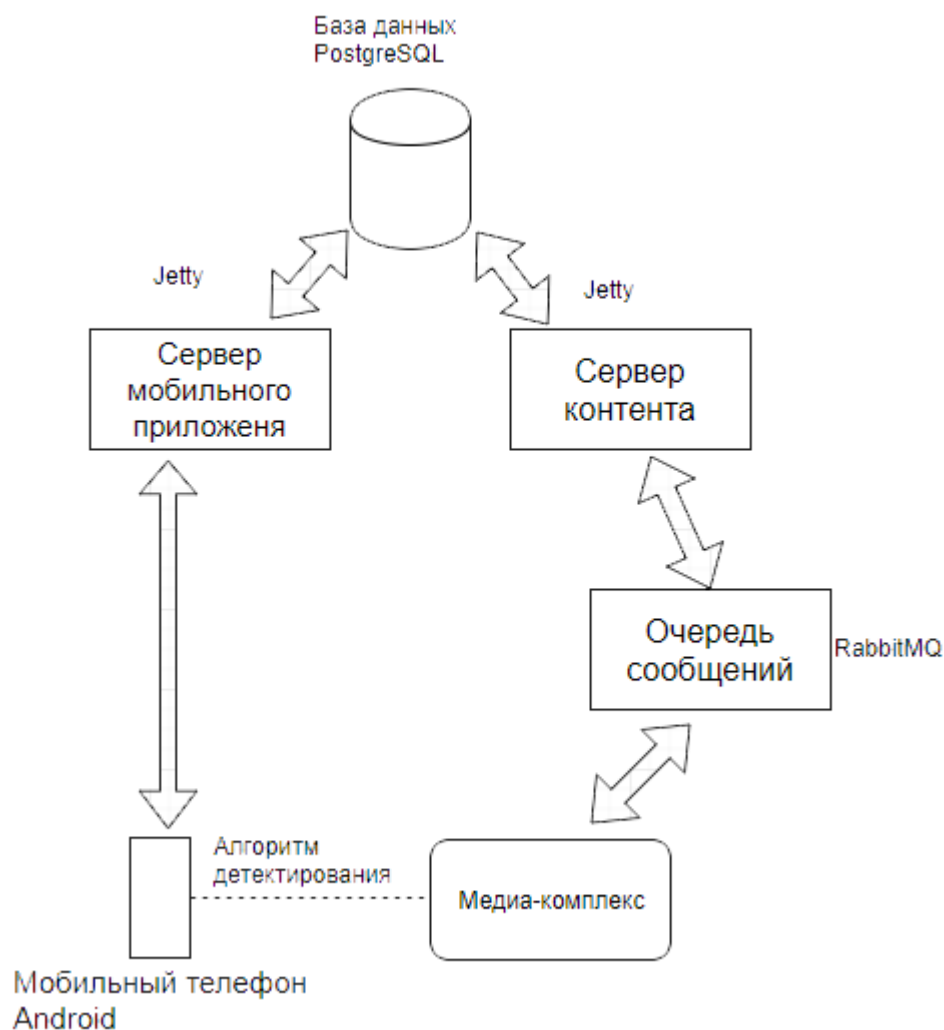 База данных
PostgreSQL
Jetty
Jetty
Сервер
мобильного
приложеня
Сервер
контента
Очередь
сообщений
RabbitMQ
Алгоритм
детектирования
Медиа-комплекс
Мобильный телефон
Android